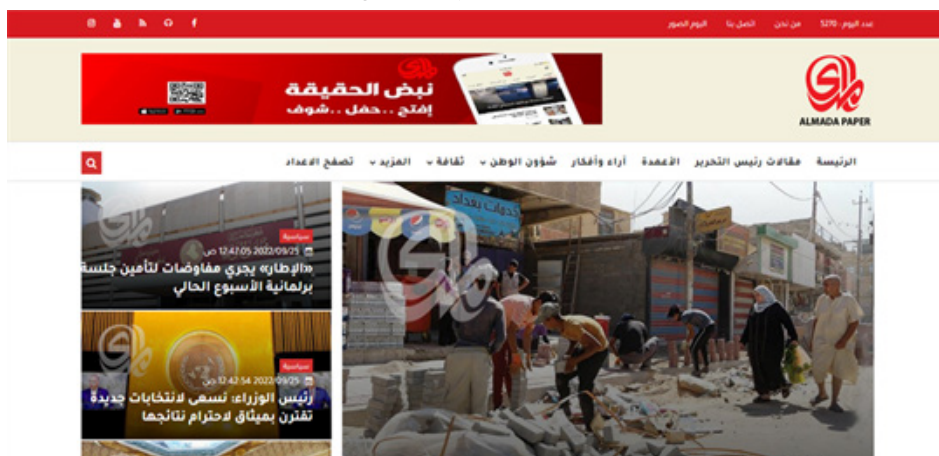 عدد اليوم : 5270 من نحن اتصل بنا اليوم الصور
نبض الحقيقة
إفتح ..حمّل ..شوف
ALMADA PAPER
الرئيسة مقالات رئيس التحرير الأعمدة آراء وأفكار شؤون الوطن ثقافة المزيد تصفح الاعداد
خدمات بغداد
سياسية
2022/09/25 12:47:05 ص
«الإطار» يجري مفاوضات لتأمين جلسة
برلمانية الأسبوع الحالي
سياسية
2022/09/25 12:42:54 ص
رئيس الوزراء: نسعى لانتخابات جديدة
تقترن بميثاق لاحترام نتائجها